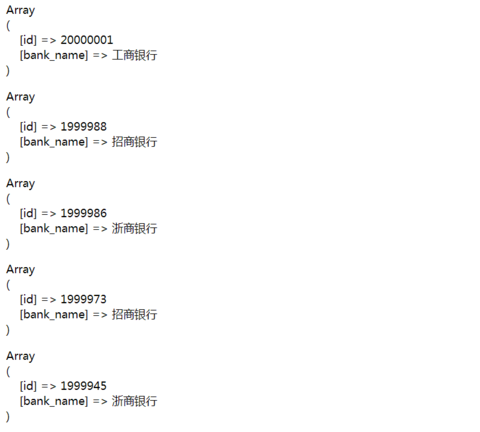 Array
(
[id] => 20000001
[bank_name] => 工商银行
)
Array
(
[id] => 1999988
[bank_name] => 招商银行
)
Array
(
[id] => 1999986
[bank_name] => 浙商银行
)
Array
(
[id] => 1999973
[bank_name] => 招商银行
)
Array
(
[id] => 1999945
[bank_name] => 浙商银行
)